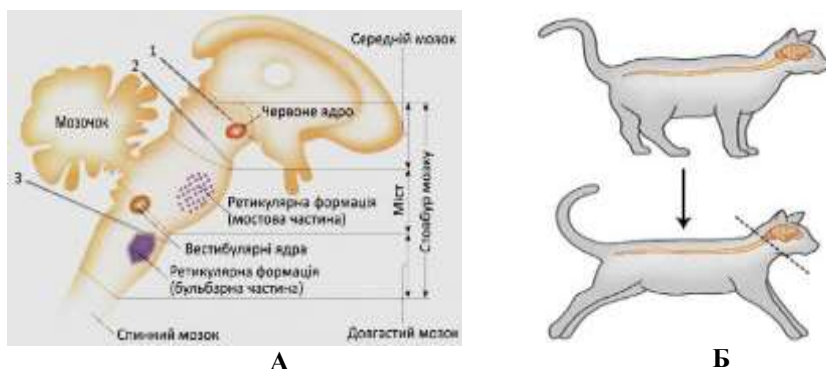 1
2
3
Середній мозок
Червоне ядро
Мозочок
Ретикулярна формація
(мостова частина)
Міст
Стовбур мозку
Вестибулярні ядра
Ретикулярна формація
(бульбарна частина)
Спинний мозок
Довгастий мозок
А
Б